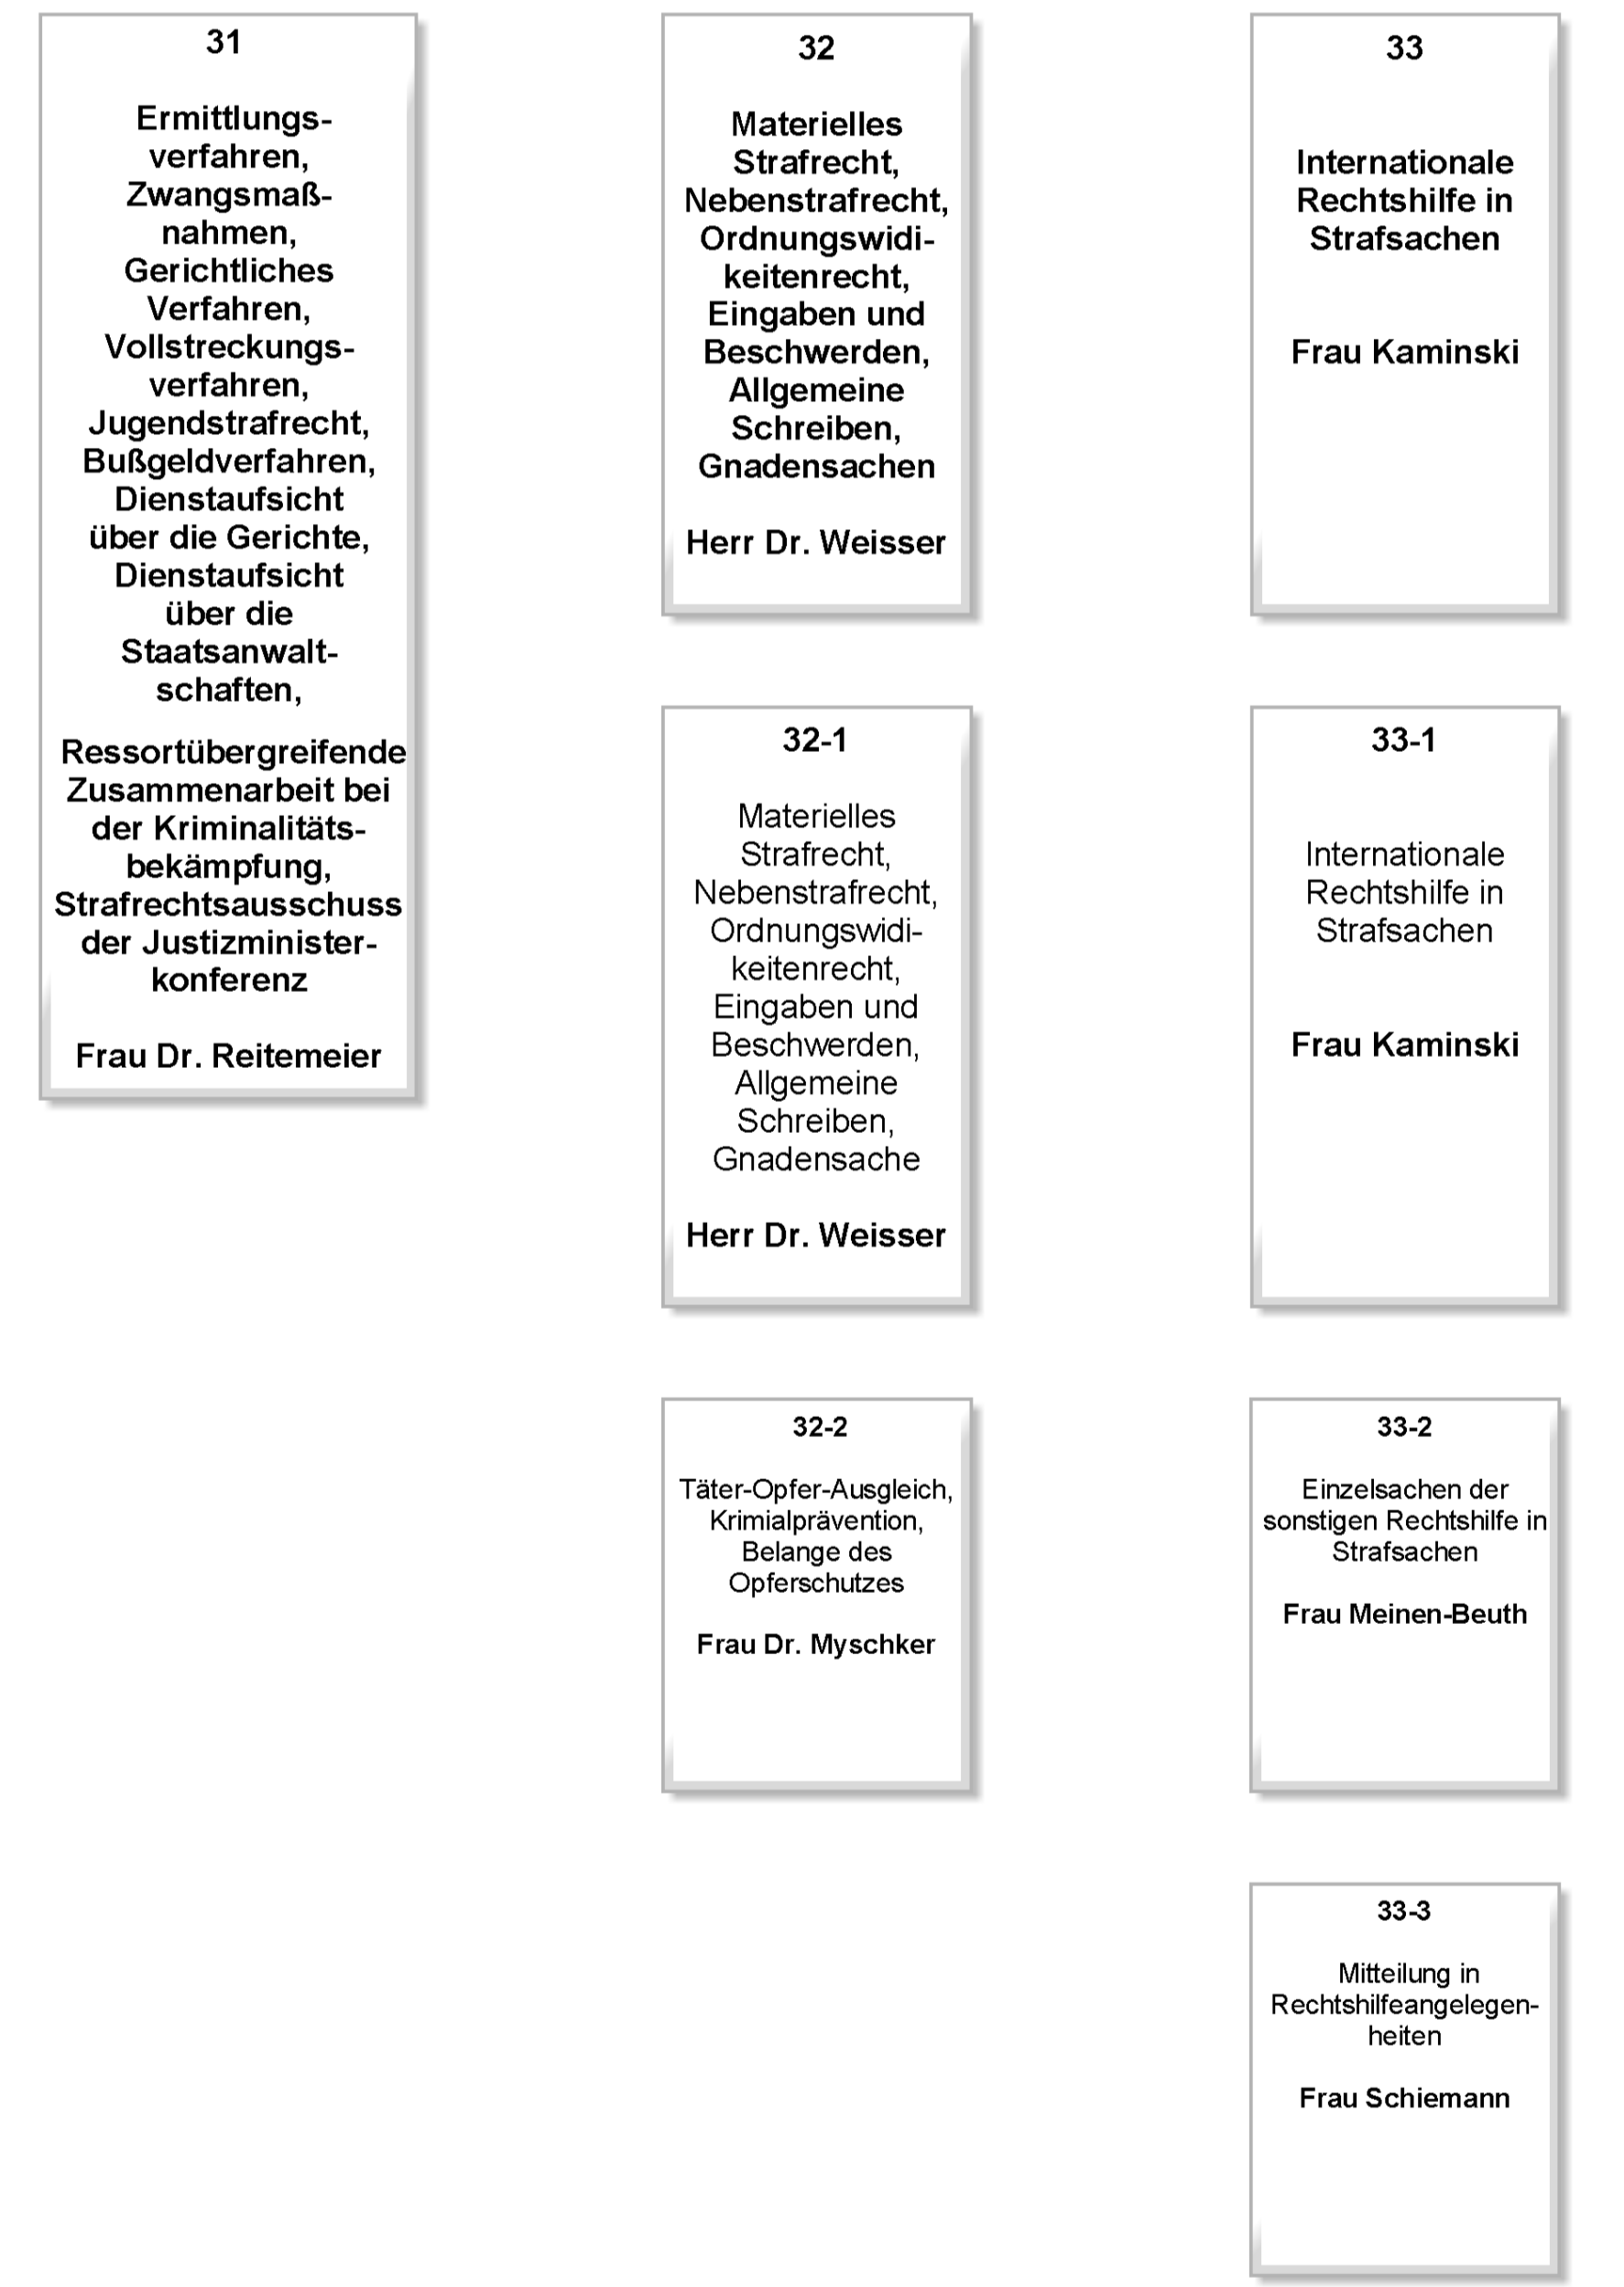 31
Ermittlungs-
verfahren,
Zwangsmaß-
nahmen,
Gerichtliches
Verfahren,
Vollstreckungs-
verfahren,
Jugendstrafrecht,
Bußgeldverfahren,
Dienstaufsicht
über die Gerichte,
Dienstaufsicht
über die
Staatsanwalt-
schaften,
Ressortübergreifende
Zusammenarbeit bei
der Kriminalitäts-
bekämpfung,
Strafrechtsausschuss
der Justizminister-
konferenz
Frau Dr. Reitemeier
32
Materielles
Strafrecht,
Nebenstrafrecht,
Ordnungswidi-
keitenrecht,
Eingaben und
Beschwerden,
Allgemeine
Schreiben,
Gnadensachen
Herr Dr. Weisser
33
Internationale
Rechtshilfe in
Strafsachen
Frau Kaminski
32-1
Materielles
Strafrecht,
Nebenstrafrecht,
Ordnungswidi-
keitenrecht,
Eingaben und
Beschwerden,
Allgemeine
Schreiben,
Gnadensache
Herr Dr. Weisser
33-1
Internationale
Rechtshilfe in
Strafsachen
Frau Kaminski
32-2
Täter-Opfer-Ausgleich,
Krimialprävention,
Belange des
Opferschutzes
Frau Dr. Myschker
33-2
Einzelsachen der
sonstigen Rechtshilfe in
Strafsachen
Frau Meinen-Beuth
33-3
Mitteilung in
Rechtshilfeangelegen-
heiten
Frau Schiemann